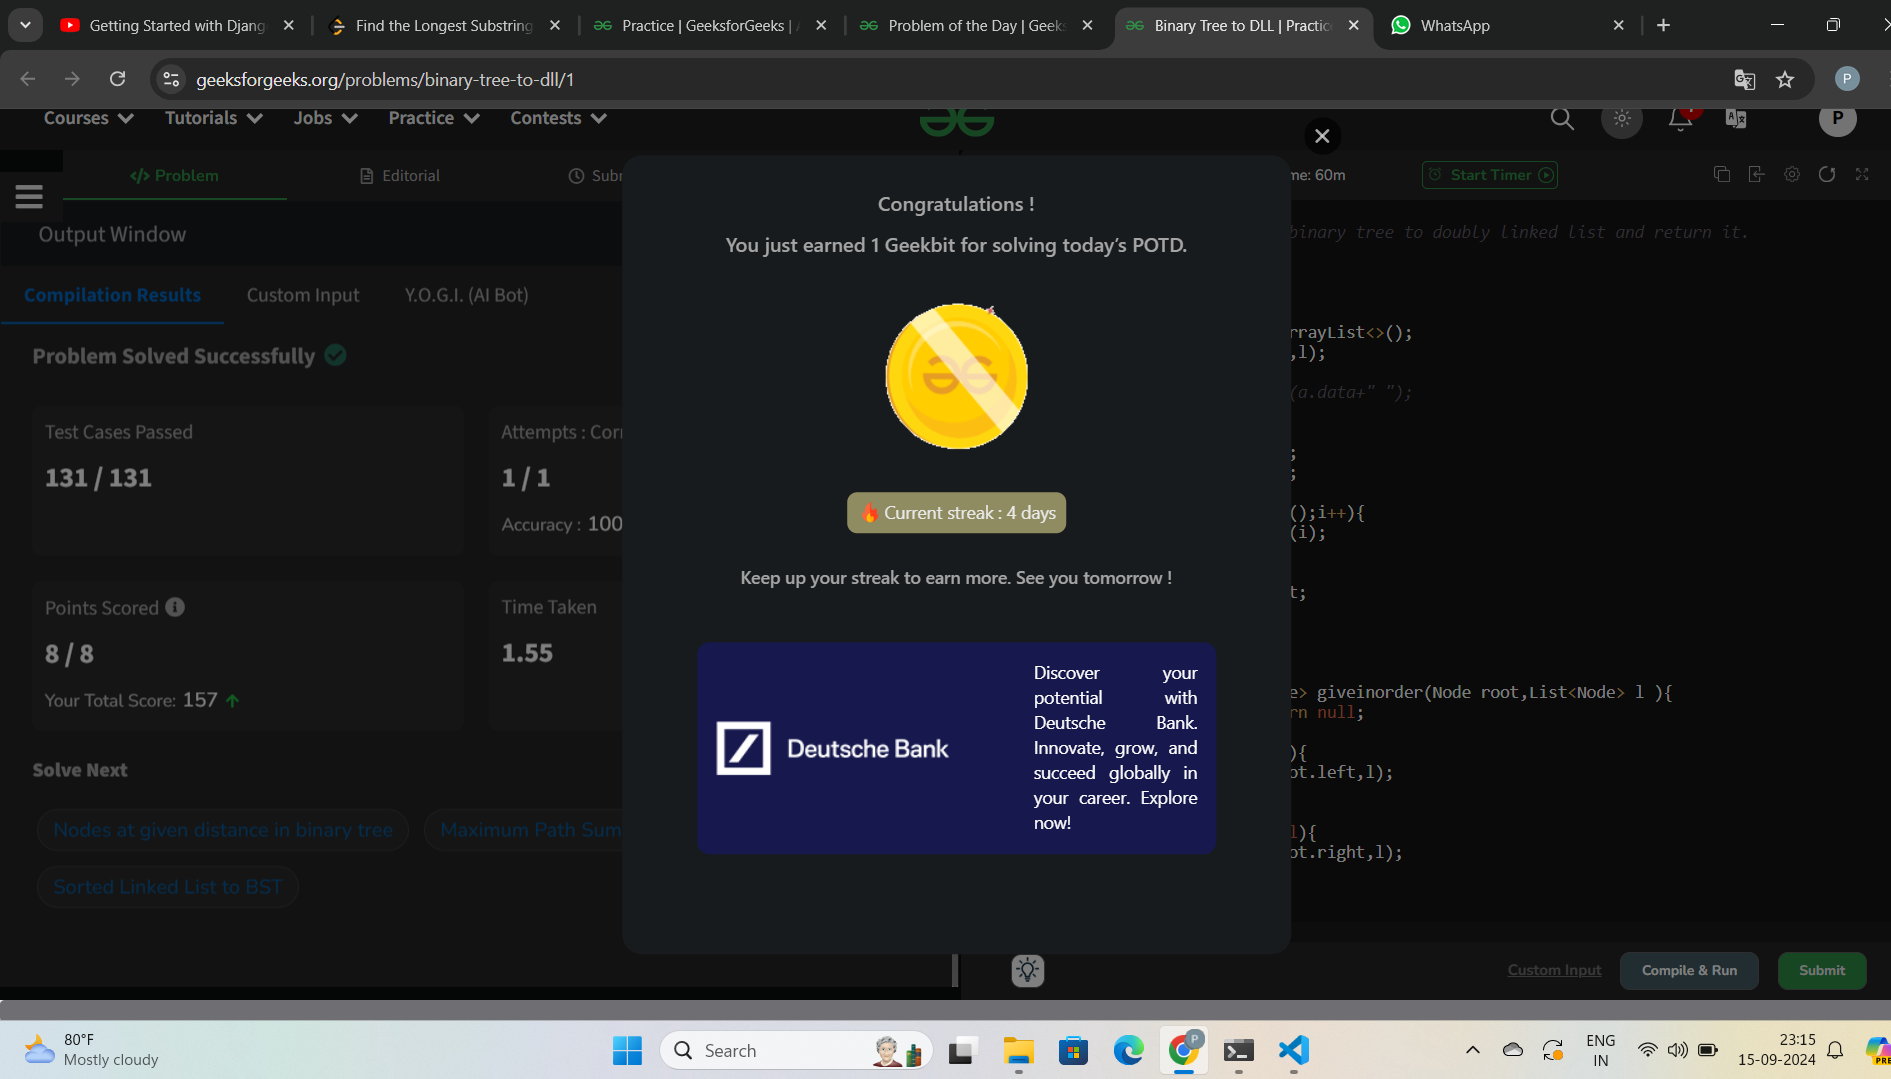 Getting Started with Djang
Find the Longest Substring
Practice | GeeksforGeeks |
Problem of the Day | Geeks
Binary Tree to DLL | Practic
WhatsApp
geeksforgeeks.org/problems/binary-tree-to-dll/1
P
Courses
Tutorials
Jobs
Practice
Contests
P
</> Problem
Editorial
Subr
me: 60m
Start Timer
Output Window
Compilation Results
Custom Input
Y.O.G.I. (AI Bot)
Problem Solved Successfully
Test Cases Passed
131 / 131
Attempts : Corr
1 / 1
Accuracy : 100
Points Scored
8 / 8
Your Total Score: 157
Time Taken
1.55
Solve Next
Nodes at given distance in binary tree
Maximum Path Sum
Sorted Linked List to BST
Congratulations !
You just earned 1 Geekbit for solving today’s POTD.
Current streak : 4 days
Keep up your streak to earn more. See you tomorrow !
Deutsche Bank
Discover your
potential with
Deutsche Bank.
Innovate, grow, and
succeed globally in
your career. Explore
now!
binary tree to doubly linked list and return it.
rrayList<>();
,l);
(a.data+" ");
;
;
();i++){
(i);
t;
e> giveinorder(Node root,List<Node> l ){
rn null;
){
ot.left,l);
l){
ot.right,l);
Custom Input
Compile & Run
Submit
80°F
Mostly cloudy
Search
P
ENG
IN
23:15
15-09-2024
PRE